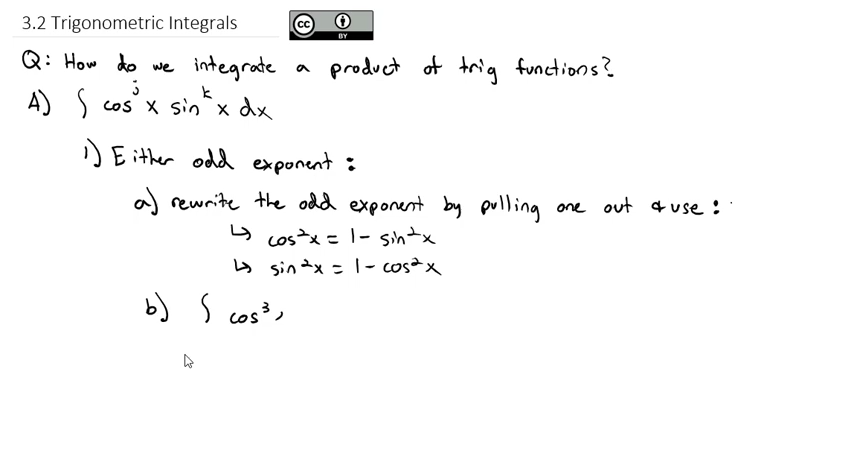 3.2 Trigonometric Integrals cc BY
Q: How do we integrate a product of trig functions?
A) ∫ cos^j x sin^k x dx
1) Either odd exponent:
a) rewrite the odd exponent by pulling one out & use:
↳ cos²x = 1 - sin²x
↳ sin²x = 1 - cos²x
b) ∫ cos³